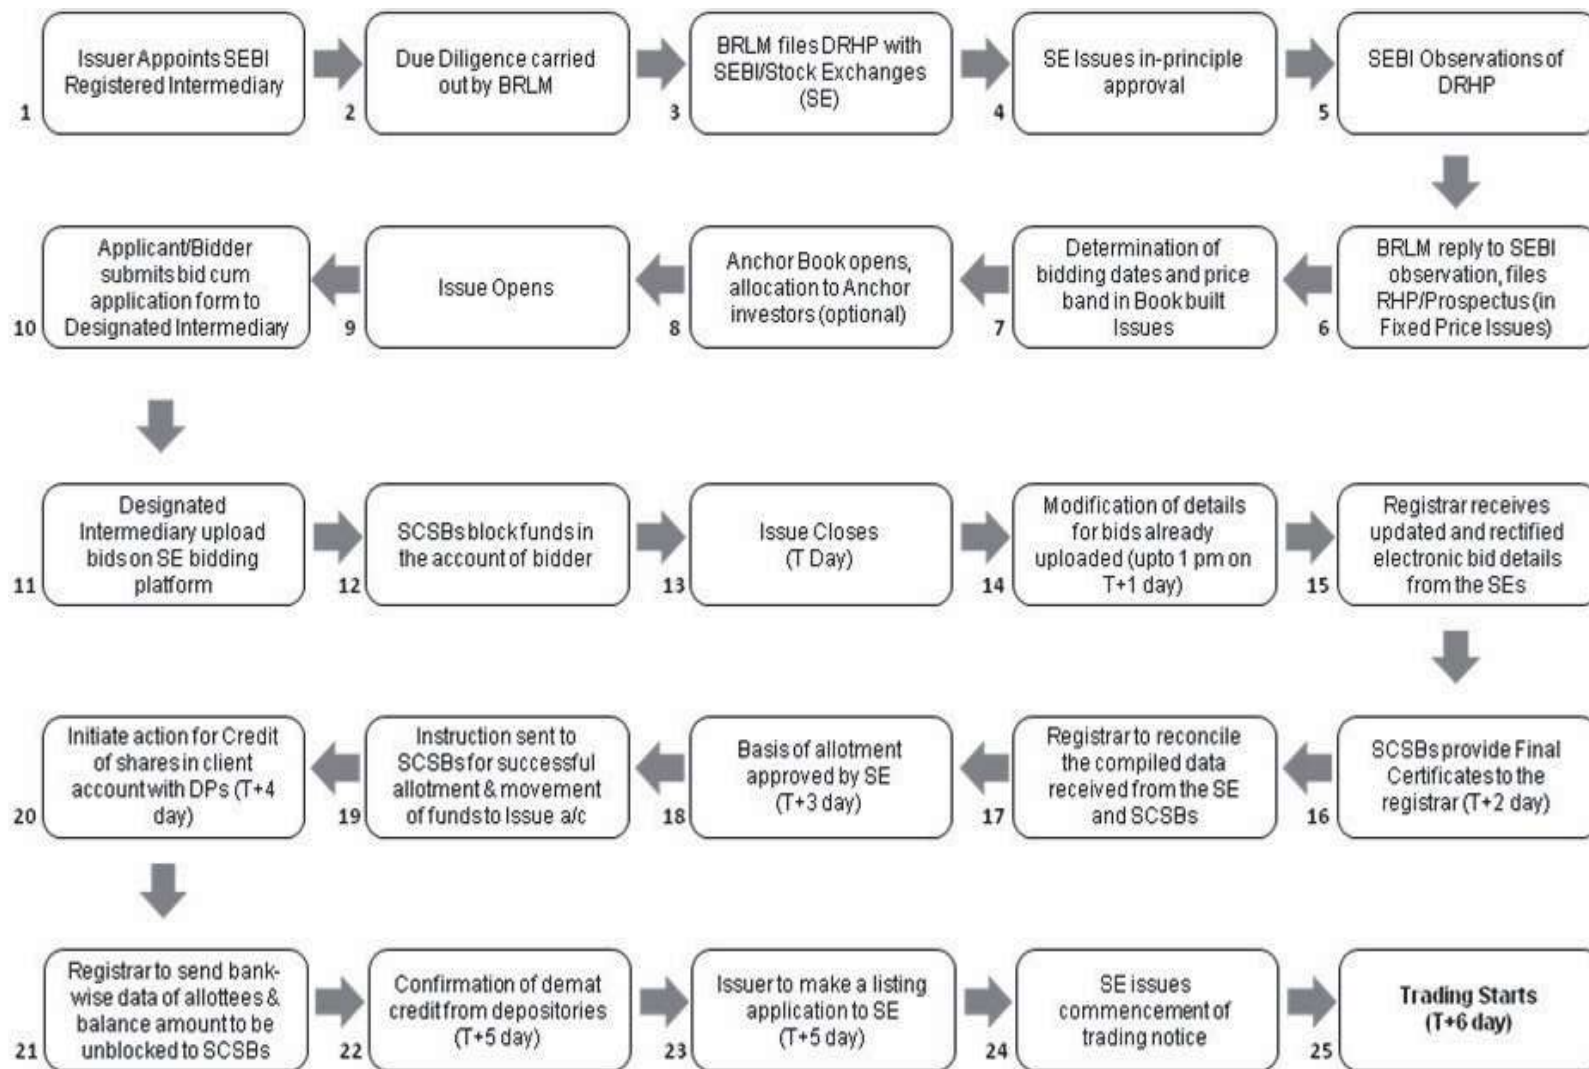 Issuer Appoints SEBI
Registered Intermediary
1
Due Diligence carried
out by BRLM
2
BRLM files DRHP with
SEBI/Stock Exchanges
(SE)
3
SE Issues in-principle
approval
4
SEBI Observations of
DRHP
5
BRLM reply to SEBI
observation, files
RHP/Prospectus (in
Fixed Price Issues)
6
Determination of
bidding dates and price
band in Book built
Issues
7
Anchor Book opens,
allocation to Anchor
investors (optional)
8
Issue Opens
9
Applicant/Bidder
submits bid cum
application form to
Designated Intermediary
10
Designated
Intermediary upload
bids on SE bidding
platform
11
SCSBs block funds in
the account of bidder
12
Issue Closes
(T Day)
13
Modification of details
for bids already
uploaded (upto 1 pm on
T+1 day)
14
Registrar receives
updated and rectified
electronic bid details
from the SEs
15
SCSBs provide Final
Certificates to the
registrar (T+2 day)
16
Registrar to reconcile
the compiled data
received from the SE
and SCSBs
17
Basis of allotment
approved by SE
(T+3 day)
18
Instruction sent to
SCSBs for successful
allotment & movement
of funds to Issue a/c
19
Initiate action for Credit
of shares in client
account with DPs (T+4
day)
20
Registrar to send bank-
wise data of allottees &
balance amount to be
unblocked to SCSBs
21
Confirmation of demat
credit from depositories
(T+5 day)
22
Issuer to make a listing
application to SE
(T+5 day)
23
SE issues
commencement of
trading notice
24
Trading Starts
(T+6 day)
25